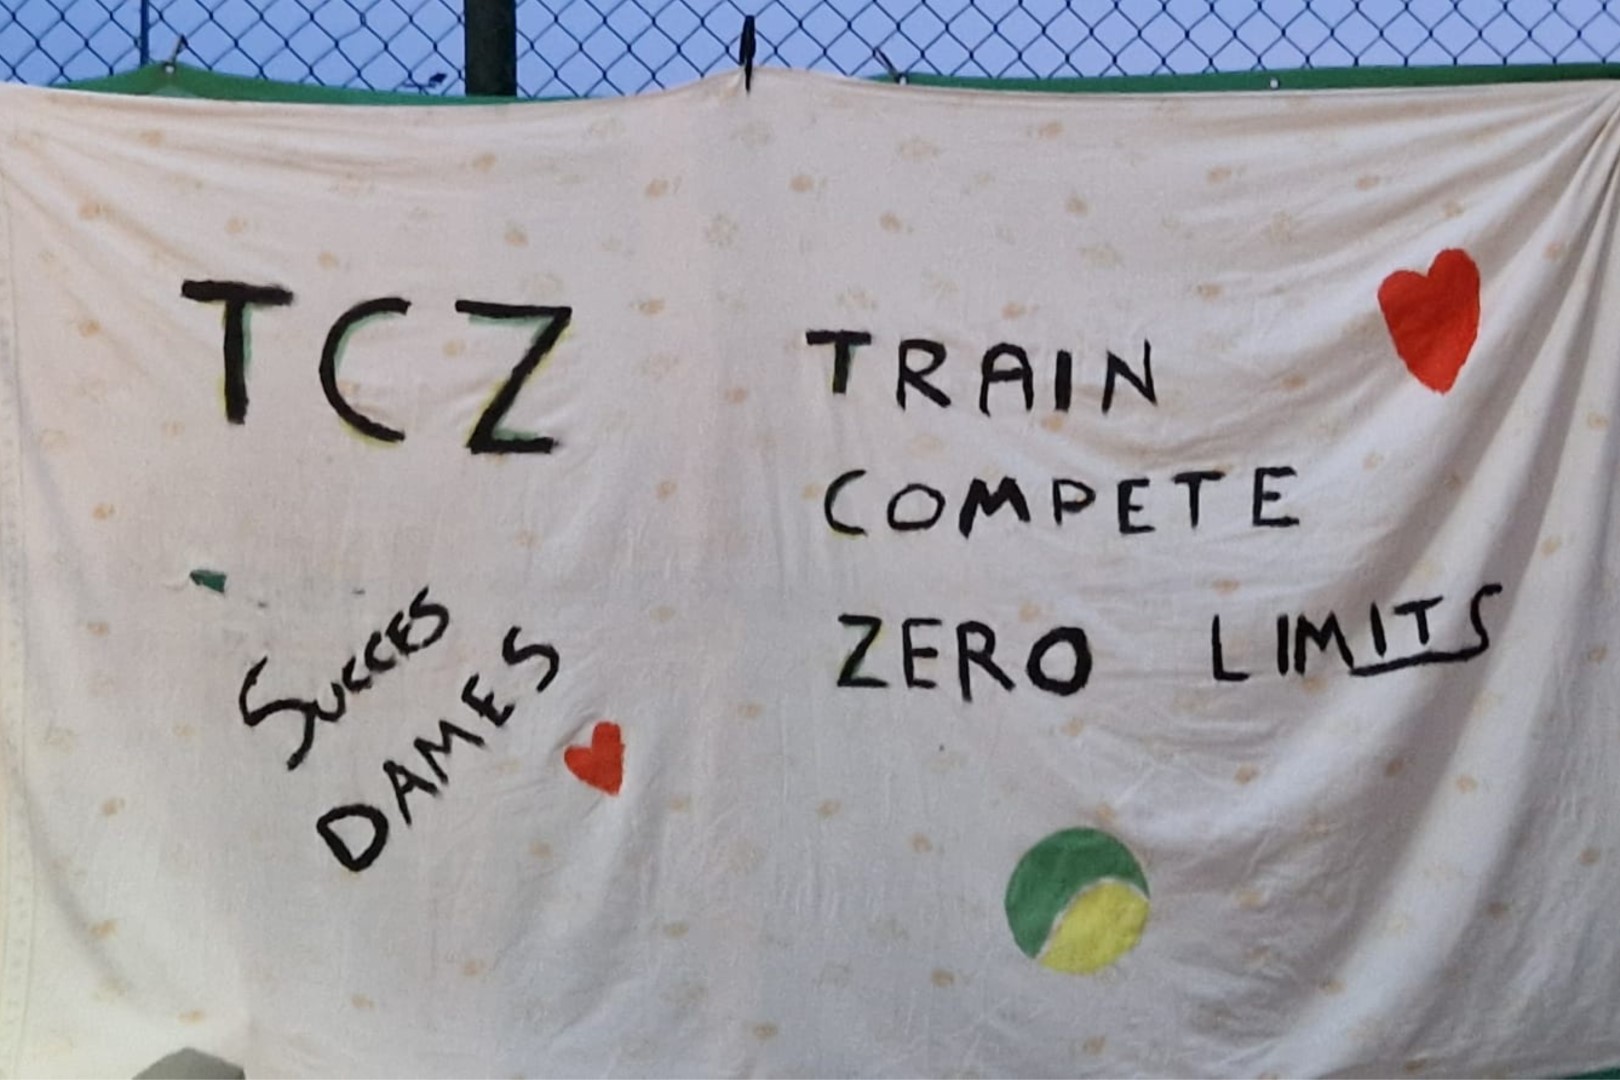 TCZ
SUCCES
DAMES
TRAIN
COMPETE
ZERO LIMITS